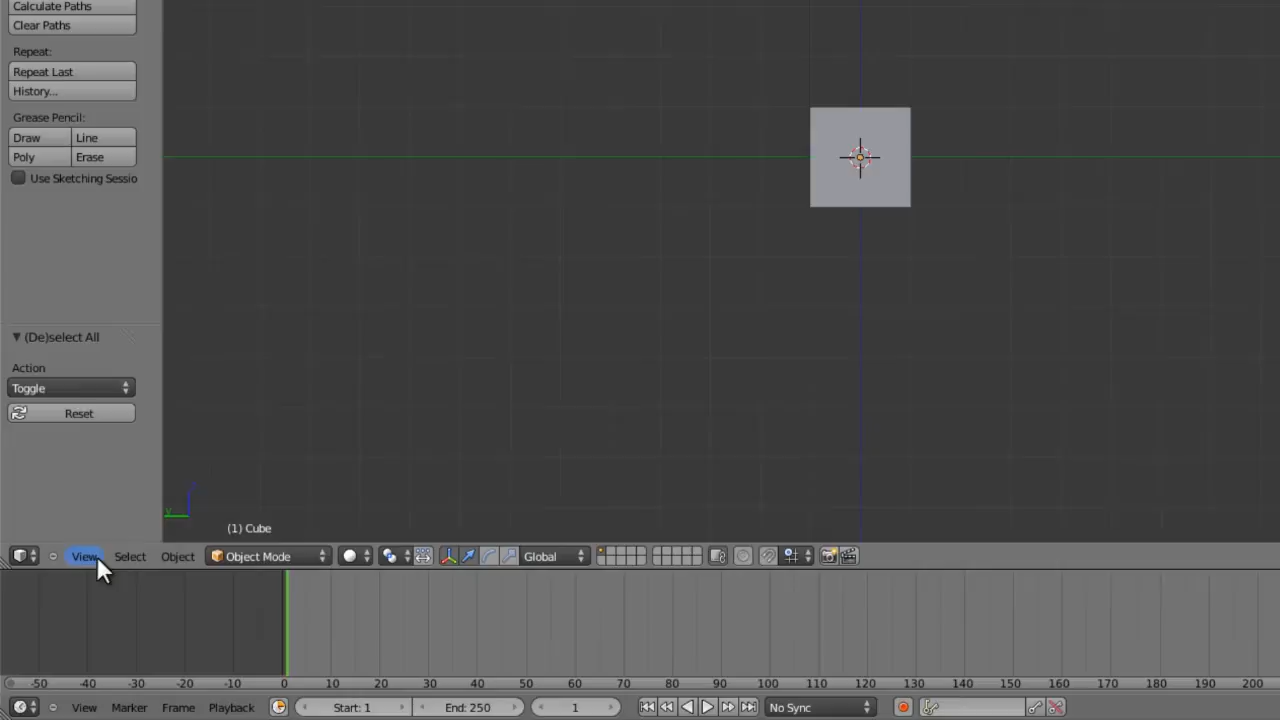 Calculate Paths
Clear Paths
Repeat:
Repeat Last
History...
Grease Pencil:
Draw Line
Poly Erase
Use Sketching Sessio
(De)select All
Action
Toggle
Reset
y
(1) Cube
View Select Object Object Mode Global
-50 -40 -30 -20 -10 0 10 20 30 40 50 60 70 80 90 100 110 120 130 140 150 160 170 180 190 200
View Marker Frame Playback Start: 1 End: 250 1 No Sync